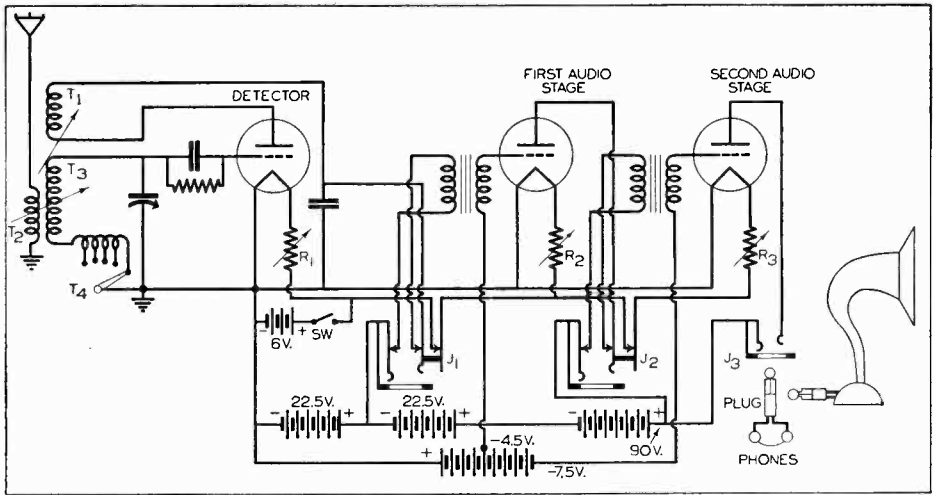 FIRST AUDIO
STAGE
SECOND AUDIO
STAGE
DETECTOR
T1
T3
T2
T4
R1
R2
R3
- + SW
6V.
J1
J2
J3
22.5V.
22.5V.
- +
- +
- +
90V.
-4.5V.
+
-7.5V.
PLUG
PHONES